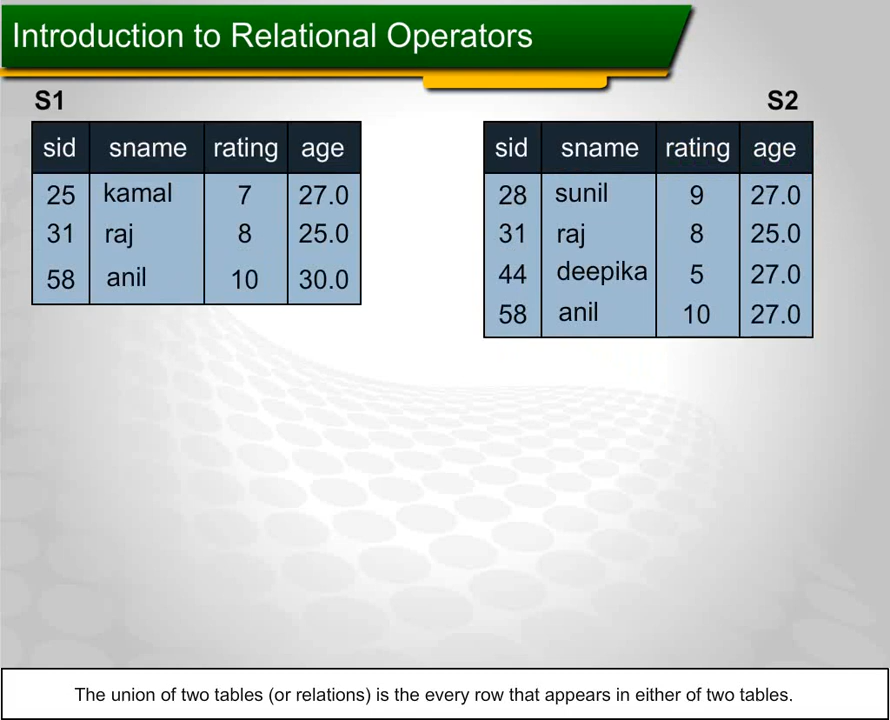 Introduction to Relational Operators
S1
sid sname rating age
25 kamal 7 27.0
31 raj 8 25.0
58 anil 10 30.0
S2
sid sname rating age
28 sunil 9 27.0
31 raj 8 25.0
44 deepika 5 27.0
58 anil 10 27.0
The union of two tables (or relations) is the every row that appears in either of two tables.